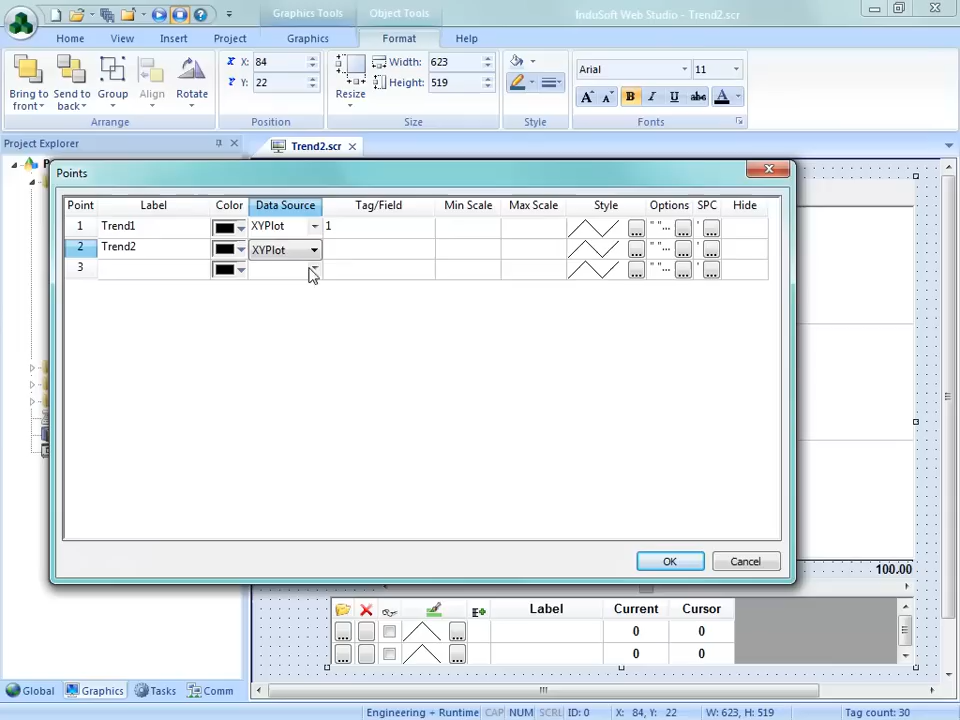 Graphics Tools Object Tools InduSoft Web Studio - Trend2.scr
Home View Insert Project Graphics Format Help
X: 84 Width: 623 Arial 11
Y: 22 Height: 519
Bring to front Send to back Group Align Rotate Resize
B I U abc A
Arrange Position Size Style Fonts
Project Explorer Trend2.scr
Points
Point Label Color Data Source Tag/Field Min Scale Max Scale Style Options SPC Hide
1 Trend1 XYPlot 1 ... " "... ... ' ...
2 Trend2 XYPlot ... " "... ... ' ...
3 ... " "... ... ' ...
OK Cancel
100.00
Label Current Cursor
... ... 0 0
... ... 0 0
Global Graphics Tasks Comm
Engineering + Runtime CAP NUM SCRL ID: 0 X: 84, Y: 22 W: 623, H: 519 Tag count: 30